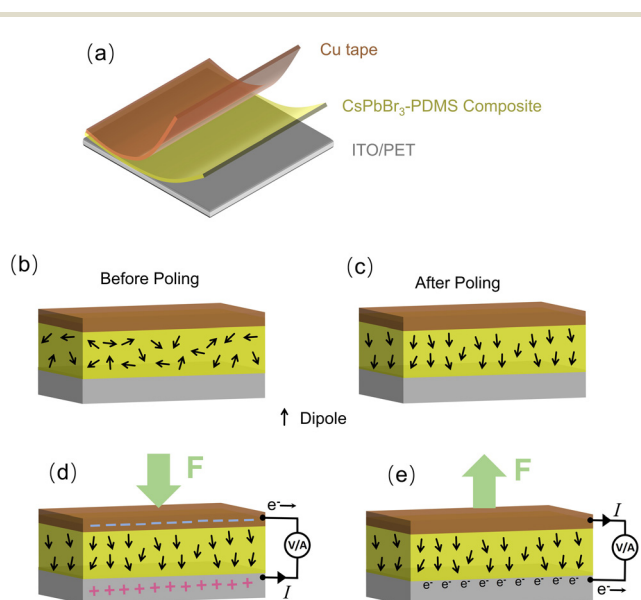 (a)
Cu tape
CsPbBr₃-PDMS Composite
ITO/PET
(b)
Before Poling
(c)
After Poling
Dipole
(d)
F
e⁻
V/A
I
+ + + + + + + + + +
(e)
F
I
V/A
e⁻ e⁻ e⁻ e⁻ e⁻ e⁻ e⁻ e⁻
e⁻